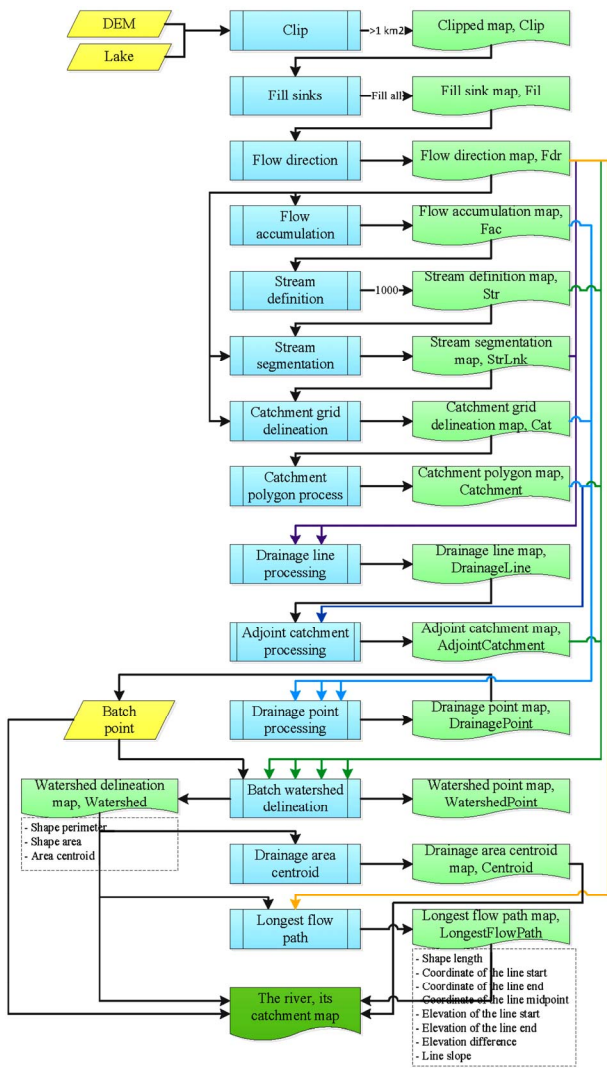 DEM
Lake
Clip
>1 km2
Clipped map, Clip
Fill sinks
Fill all
Fill sink map, Fil
Flow direction
Flow direction map, Fdr
Flow
accumulation
Flow accumulation map,
Fac
Stream
definition
1000
Stream definition map,
Str
Stream
segmentation
Stream segmentation
map, StrLnk
Catchment grid
delineation
Catchment grid
delineation map, Cat
Catchment
polygon process
Catchment polygon map,
Catchment
Drainage line
processing
Drainage line map,
DrainageLine
Adjoint catchment
processing
Adjoint catchment map,
AdjointCatchment
Batch
point
Drainage point
processing
Drainage point map,
DrainagePoint
Watershed delineation
map, Watershed
- Shape perimeter
- Shape area
- Area centroid
Batch watershed
delineation
Watershed point map,
WatershedPoint
Drainage area
centroid
Drainage area centroid
map, Centroid
Longest flow
path
Longest flow path map,
LongestFlowPath
- Shape length
- Coordinate of the line start
- Coordinate of the line end
- Coordinate of the line midpoint
- Elevation of the line start
- Elevation of the line end
- Elevation difference
- Line slope
The river, its
catchment map